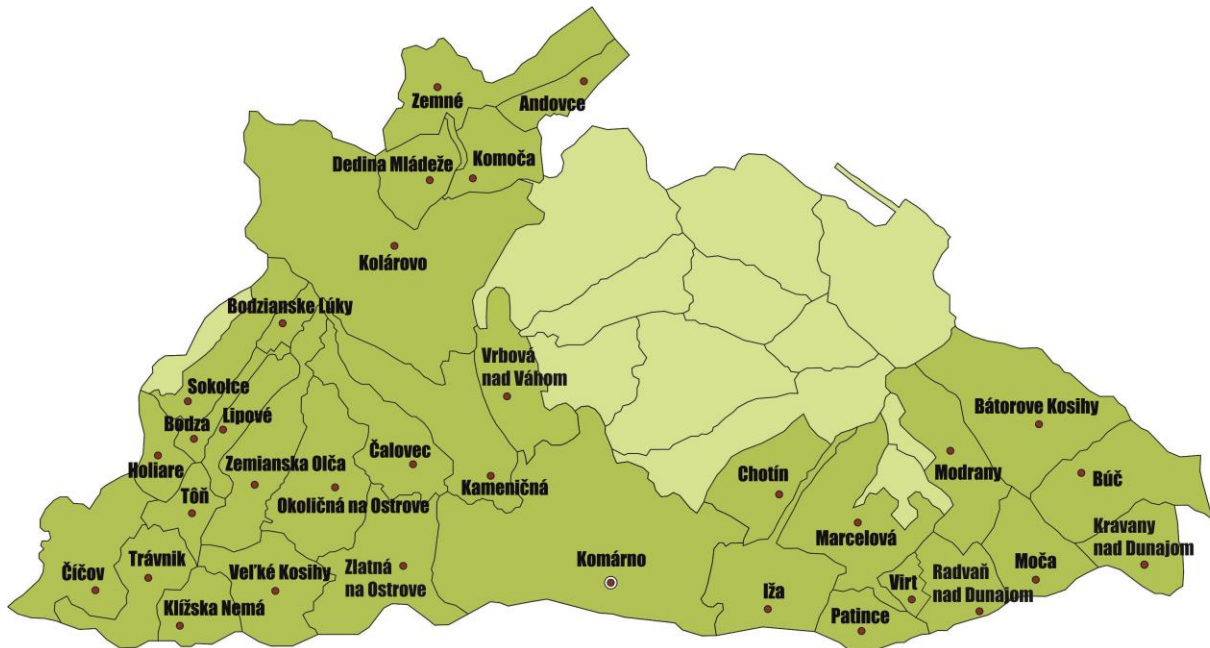 Zemné
Andovce
Dedina Mládeže
Komoča
Kolárovo
Bodzianske Lúky
Vrbová
nad Váhom
Sokolce
Bodza
Lipové
Holiare
Zemianska Olča
Čalovec
Tôň
Okoličná na Ostrove
Kameničná
Chotín
Modrany
Bátorove Kosihy
Búč
Marcelová
Kravany
nad Dunajom
Číčov
Trávnik
Veľké Kosihy
Zlatná
na Ostrove
Komárno
Klížska Nemá
Iža
Virt
Radvaň
nad Dunajom
Moča
Patince